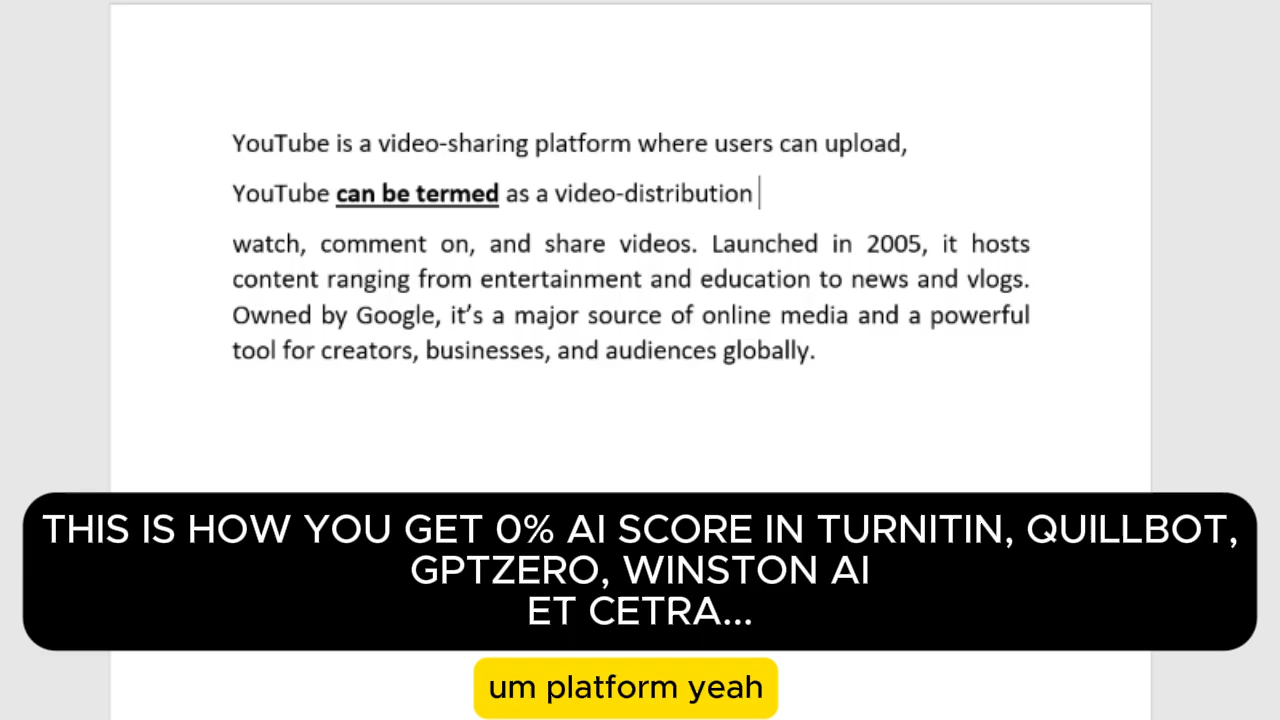 YouTube is a video-sharing platform where users can upload,
YouTube can be termed as a video-distribution
watch, comment on, and share videos. Launched in 2005, it hosts
content ranging from entertainment and education to news and vlogs.
Owned by Google, it’s a major source of online media and a powerful
tool for creators, businesses, and audiences globally.
THIS IS HOW YOU GET 0% AI SCORE IN TURNITIN, QUILLBOT,
GPTZERO, WINSTON AI
ET CETRA...
um platform yeah